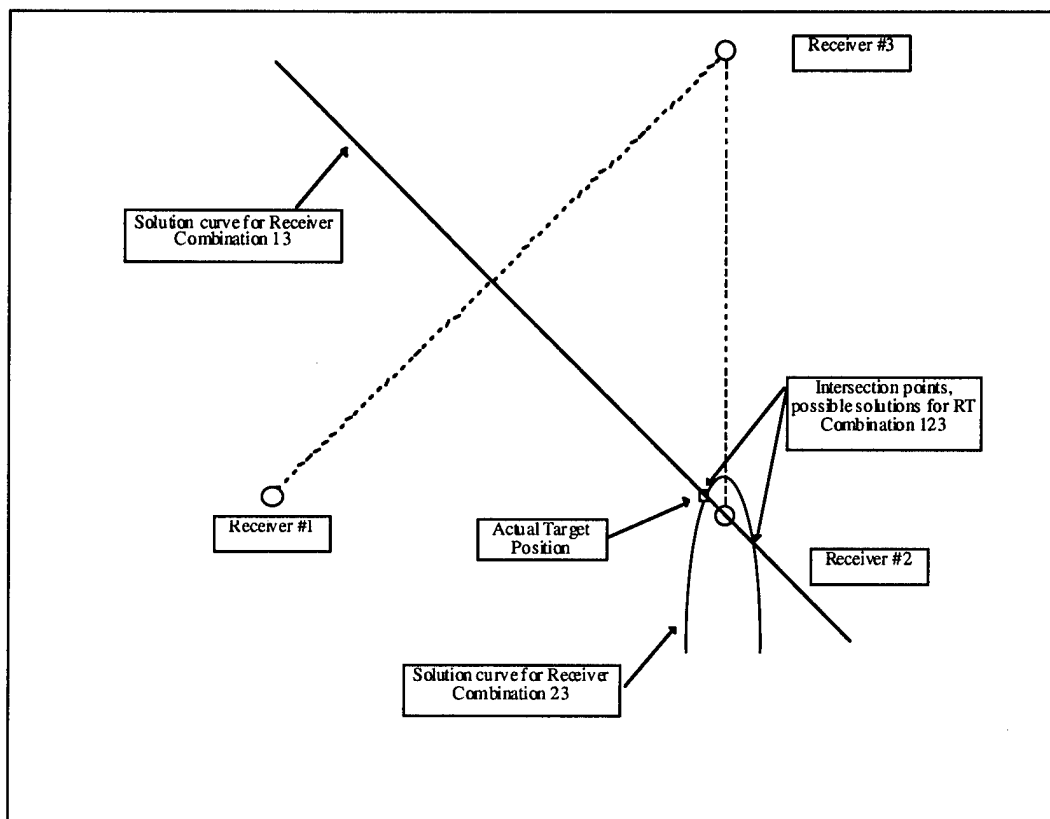 Receiver #3
Solution curve for Receiver
Combination 13
Intersection points,
possible solutions for RT
Combination 123
Receiver #1
Actual Target
Position
Receiver #2
Solution curve for Receiver
Combination 23